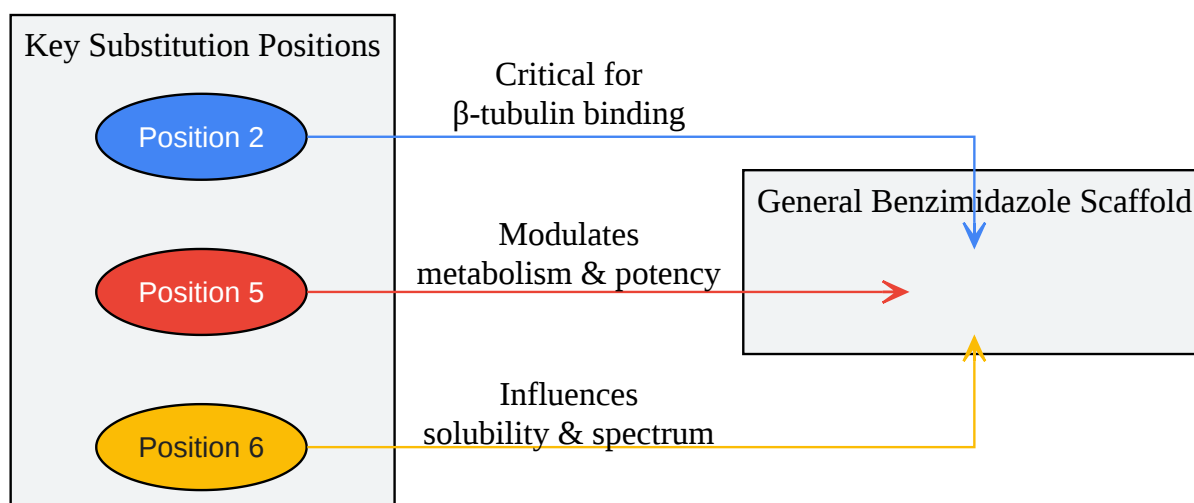 Key Substitution Positions
Position 2
Position 5
Position 6
Critical for
β-tubulin binding
Modulates
metabolism & potency
Influences
solubility & spectrum
General Benzimidazole Scaffold